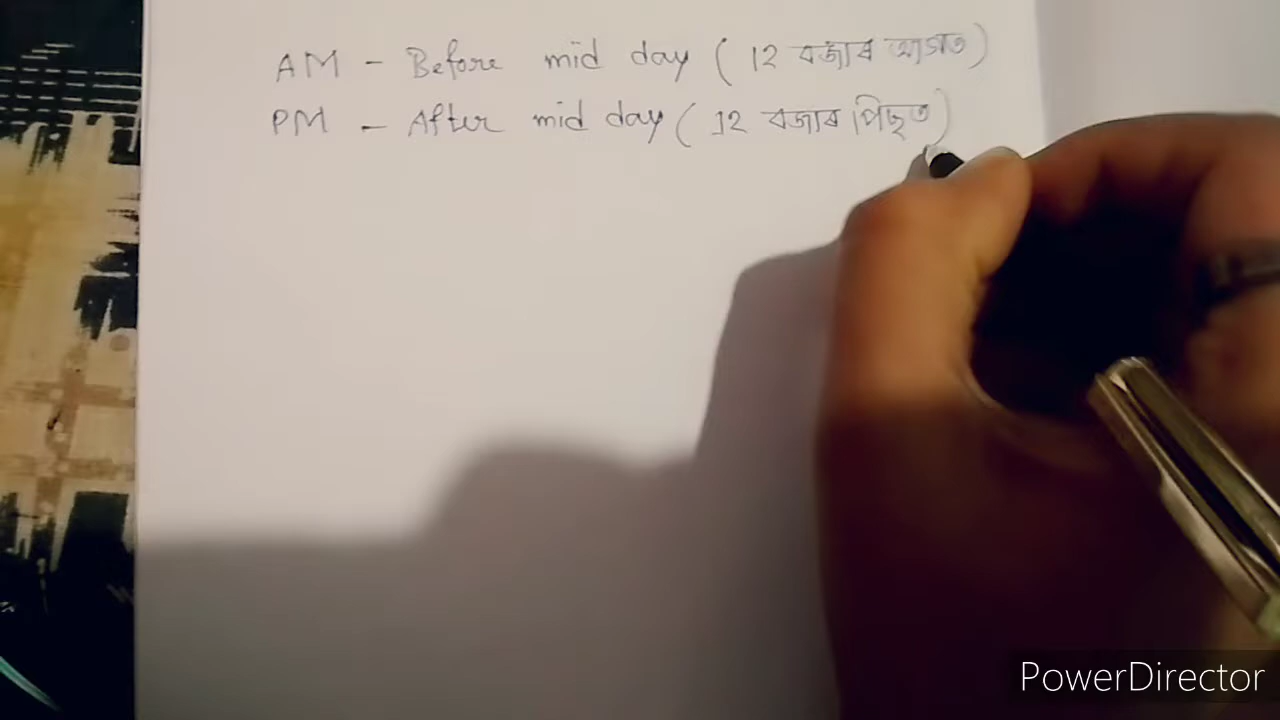 AM - Before mid day ( 12 বজাৰ আগত )
PM - After mid day ( 12 বজাৰ পিছত )
PowerDirector